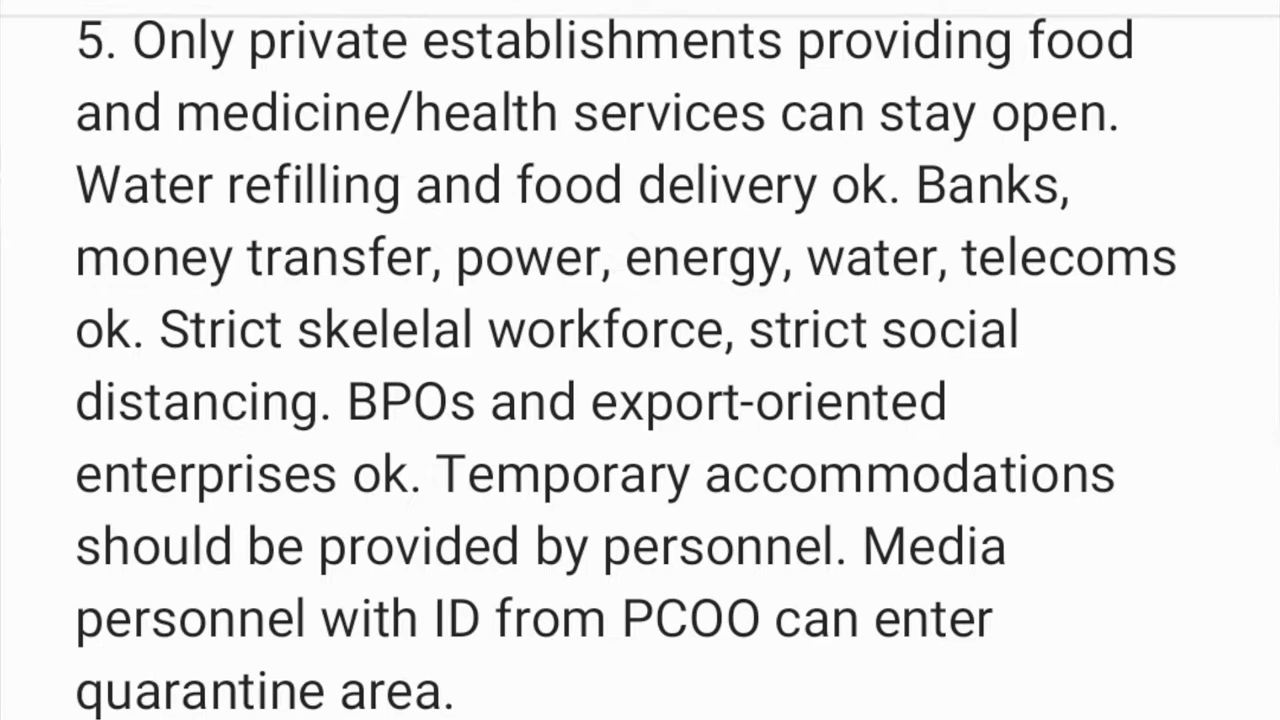 5. Only private establishments providing food
and medicine/health services can stay open.
Water refilling and food delivery ok. Banks,
money transfer, power, energy, water, telecoms
ok. Strict skelelal workforce, strict social
distancing. BPOs and export-oriented
enterprises ok. Temporary accommodations
should be provided by personnel. Media
personnel with ID from PCOO can enter
quarantine area.